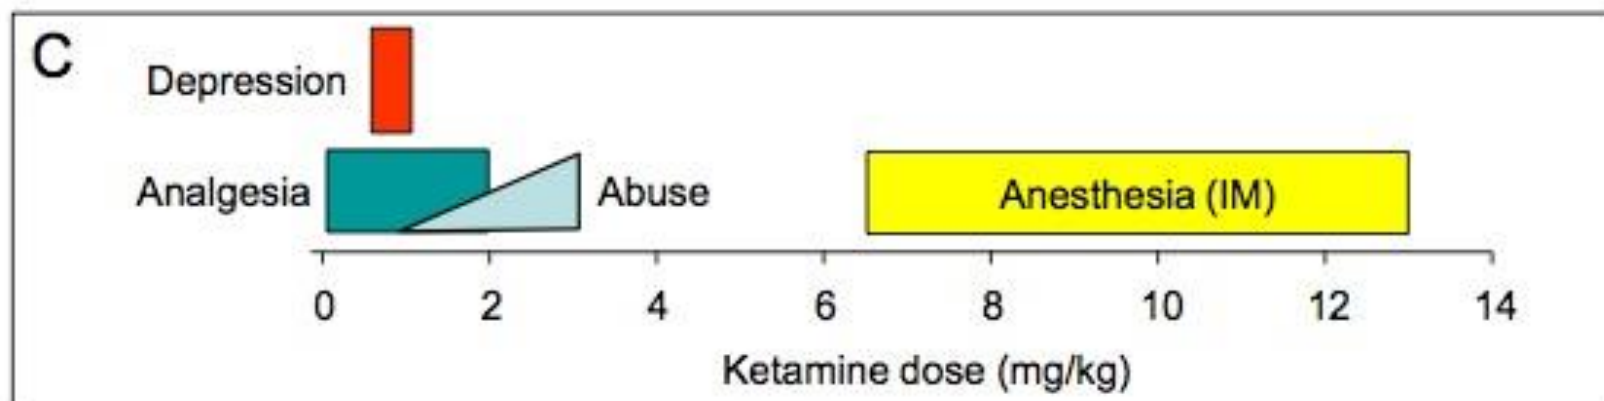 C
Depression
Analgesia
Abuse
Anesthesia (IM)
0 2 4 6 8 10 12 14
Ketamine dose (mg/kg)